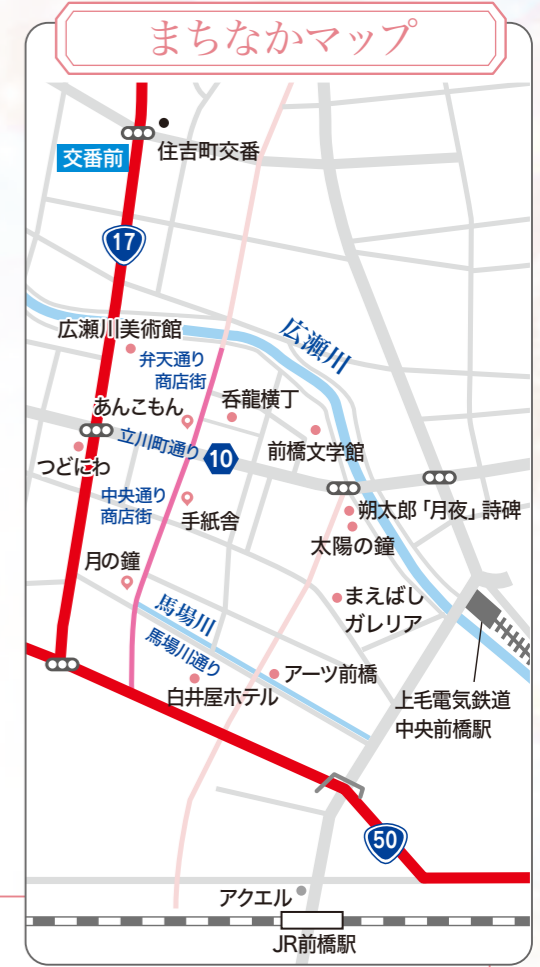 まちなかマップ
住吉町交番
交番前
17
広瀬川美術館
広瀬川
弁天通り
商店街
あんこもん
呑龍横丁
立川町通り
10
前橋文学館
つどにわ
中央通り
商店街
手紙舎
朔太郎「月夜」詩碑
太陽の鐘
月の鐘
まえばし
ガレリア
馬場川
馬場川通り
アーツ前橋
白井屋ホテル
上毛電気鉄道
中央前橋駅
50
アクエル
JR前橋駅